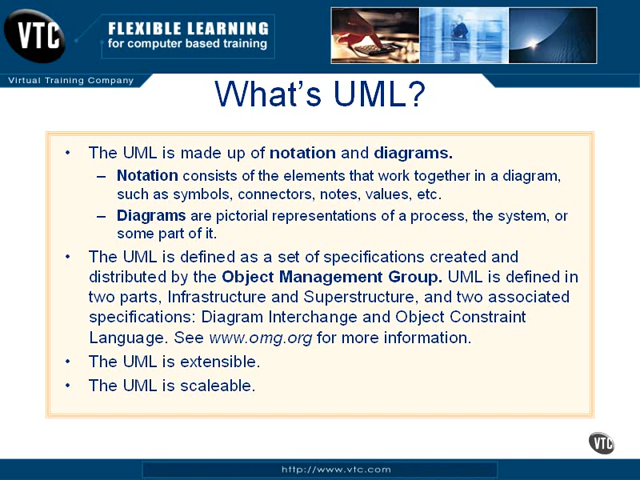 VTC
FLEXIBLE LEARNING
for computer based training
Virtual Training Company
What's UML?
• The UML is made up of notation and diagrams.
– Notation consists of the elements that work together in a diagram,
such as symbols, connectors, notes, values, etc.
– Diagrams are pictorial representations of a process, the system, or
some part of it.
• The UML is defined as a set of specifications created and
distributed by the Object Management Group. UML is defined in
two parts, Infrastructure and Superstructure, and two associated
specifications: Diagram Interchange and Object Constraint
Language. See www.omg.org for more information.
• The UML is extensible.
• The UML is scaleable.
VTC
http://www.vtc.com